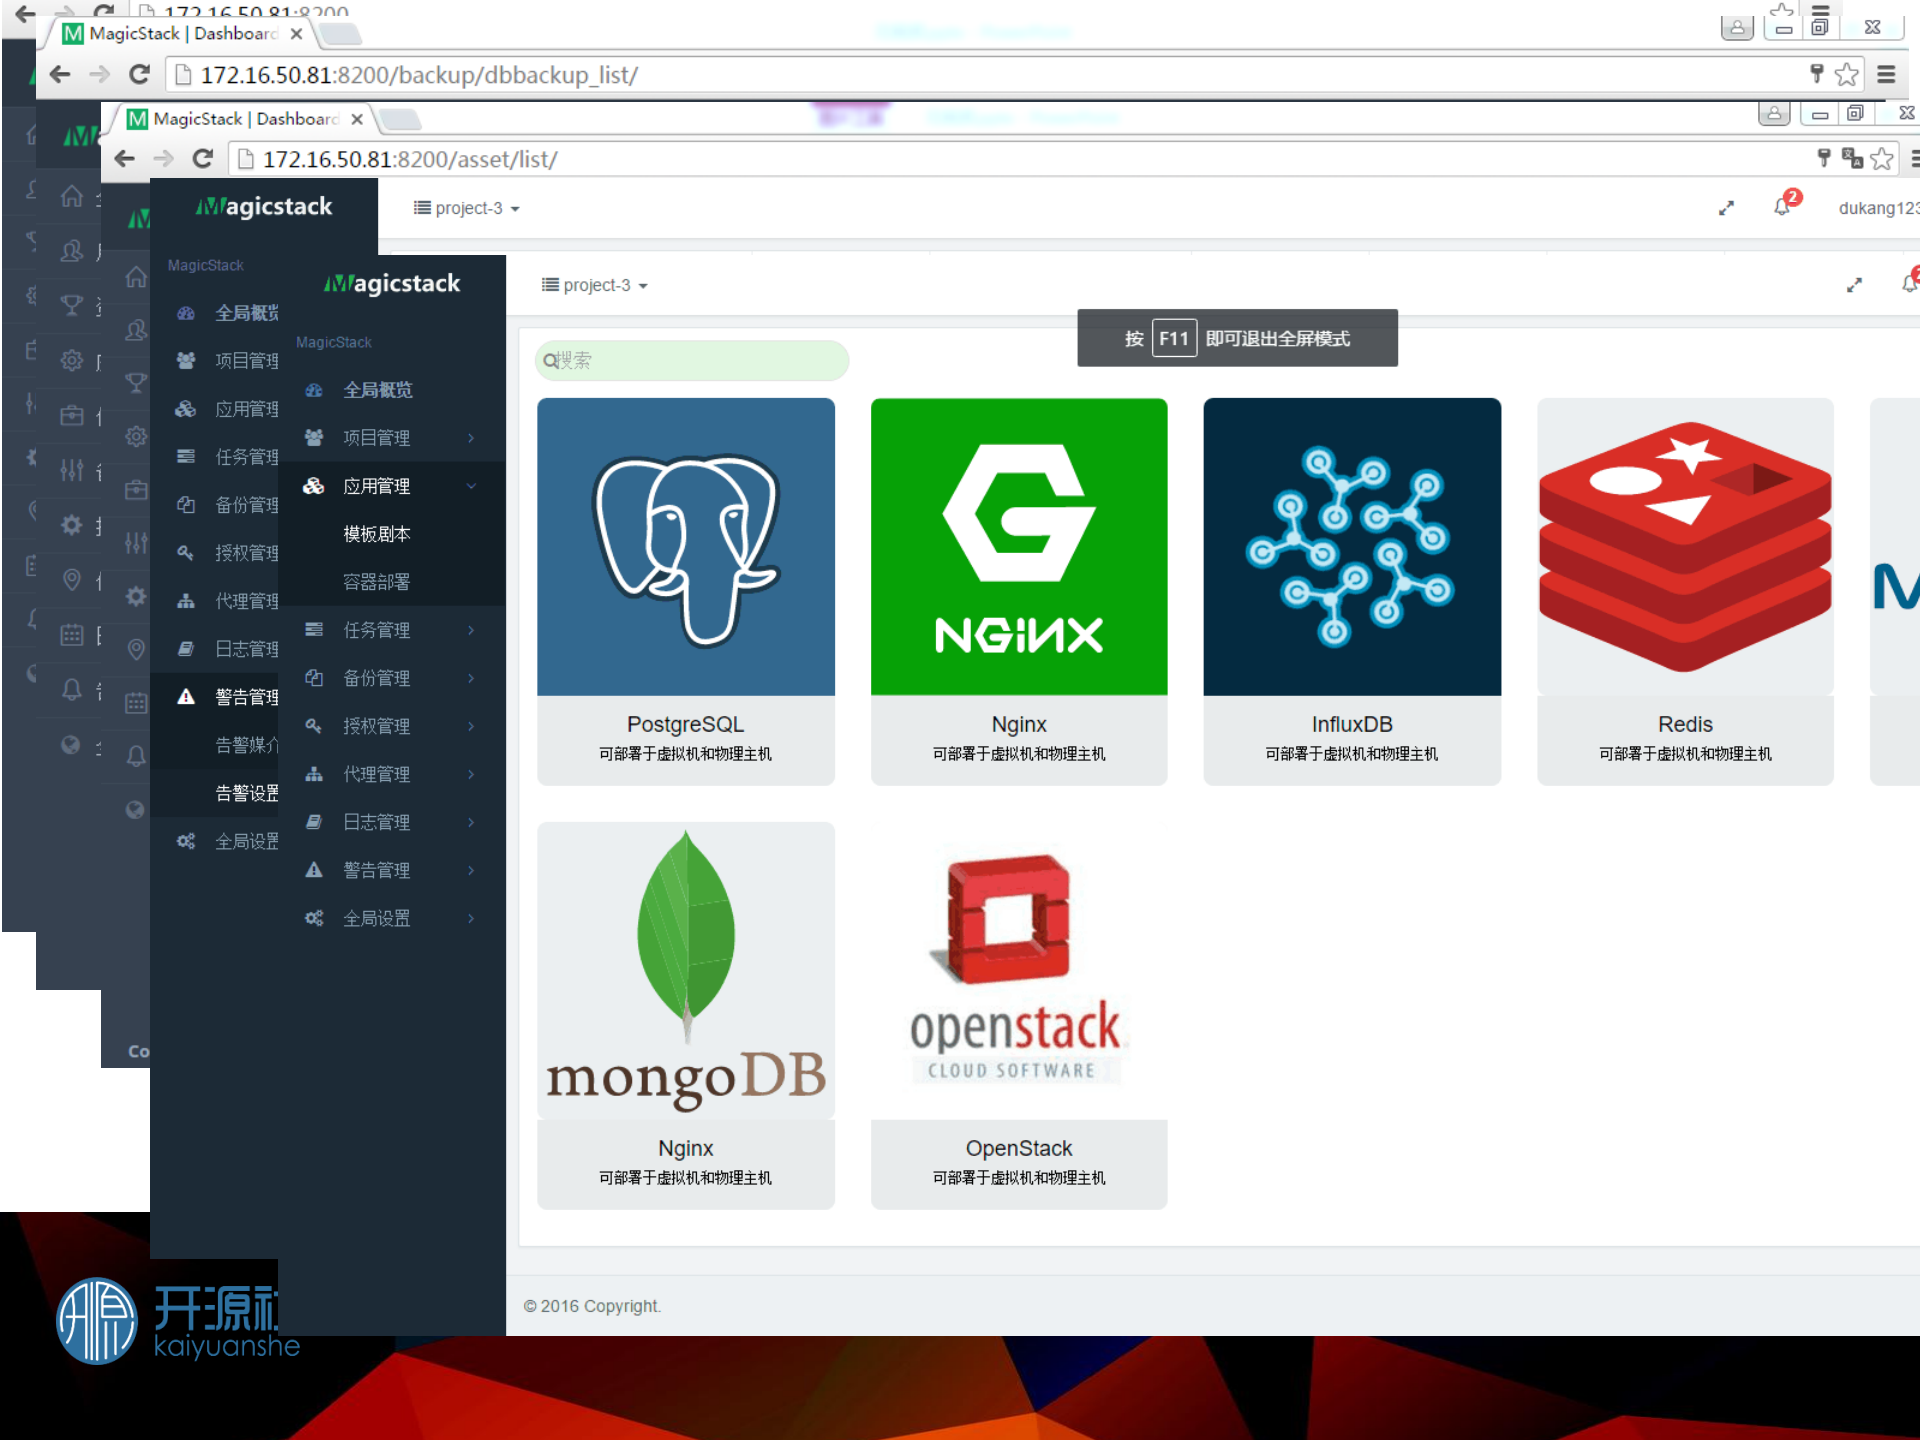 172.16.50.81:8200
MagicStack | Dashboard
172.16.50.81:8200/backup/dbbackup_list/
MagicStack | Dashboard
172.16.50.81:8200/asset/list/
Magicstack
project-3
2
dukang123
MagicStack
全局概览
项目管理
应用管理
任务管理
备份管理
授权管理
代理管理
日志管理
警告管理
告警媒介
告警设置
全局设置
Co
Magicstack
project-3
MagicStack
全局概览
项目管理
应用管理
模板剧本
容器部署
任务管理
备份管理
授权管理
代理管理
日志管理
警告管理
全局设置
搜索
按 F11 即可退出全屏模式
NGINX
PostgreSQL
可部署于虚拟机和物理主机
Nginx
可部署于虚拟机和物理主机
InfluxDB
可部署于虚拟机和物理主机
Redis
可部署于虚拟机和物理主机
mongoDB
Nginx
可部署于虚拟机和物理主机
openstack
CLOUD SOFTWARE
OpenStack
可部署于虚拟机和物理主机
© 2016 Copyright.
开源社
kaiyuanshe